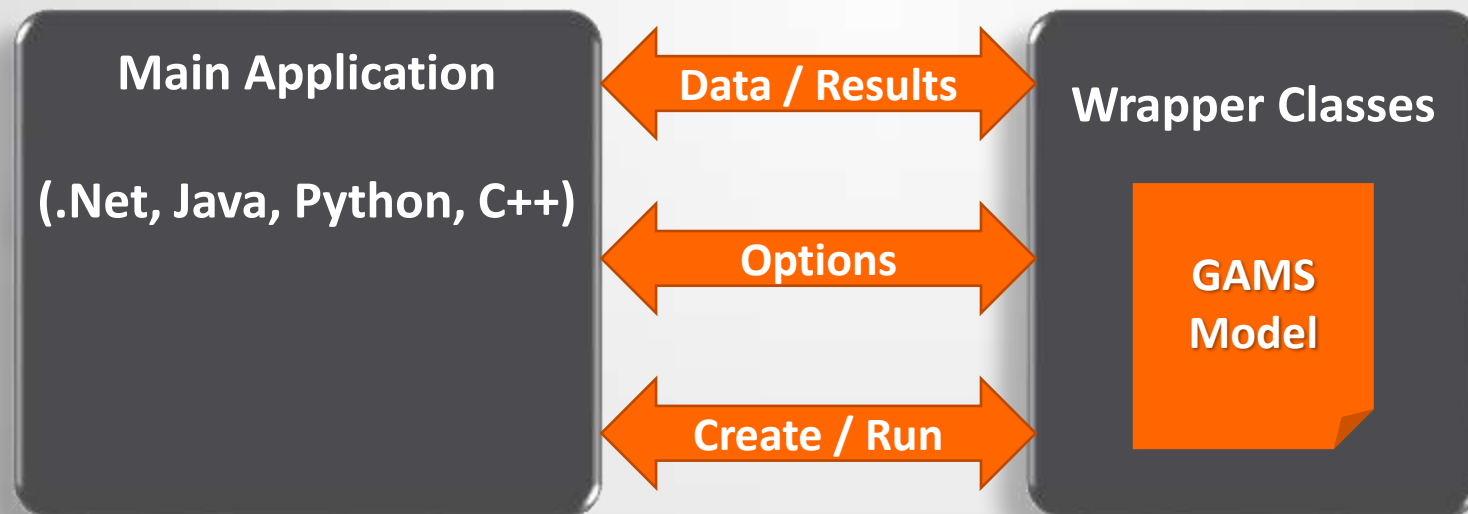 Main Application
(.Net, Java, Python, C++)
Data / Results
Options
Create / Run
Wrapper Classes
GAMS
Model